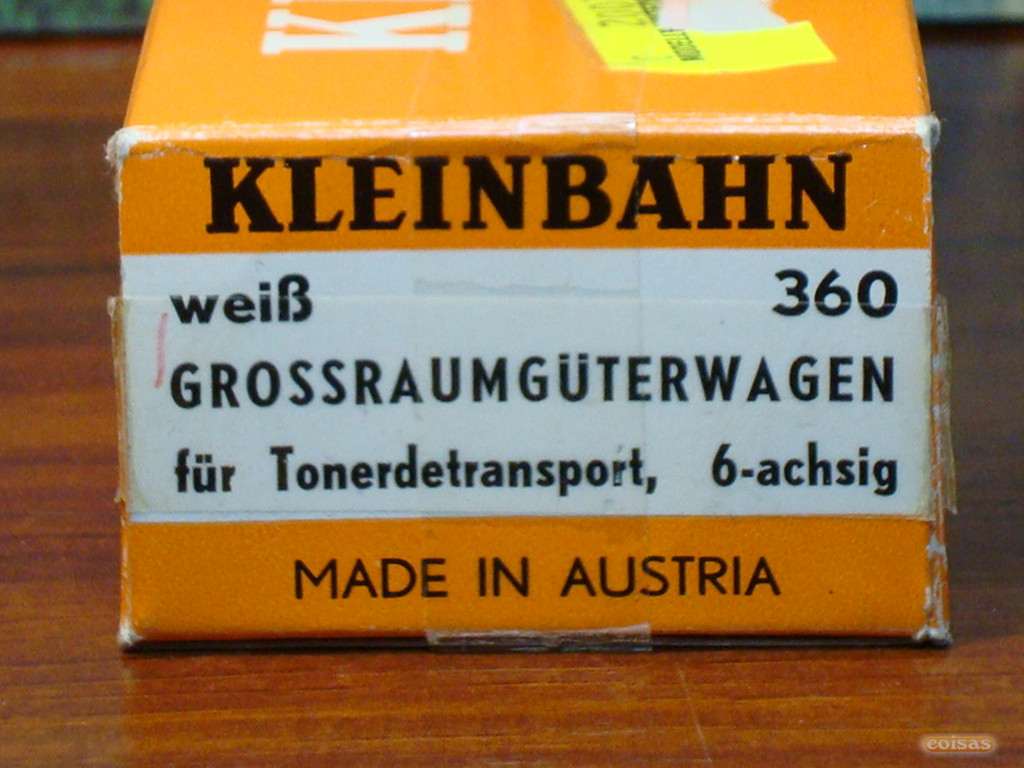 KLEINBAHN
weiß 360
GROSSRAUMGÜTERWAGEN
für Tonerdetransport, 6-achsig
MADE IN AUSTRIA
coisas